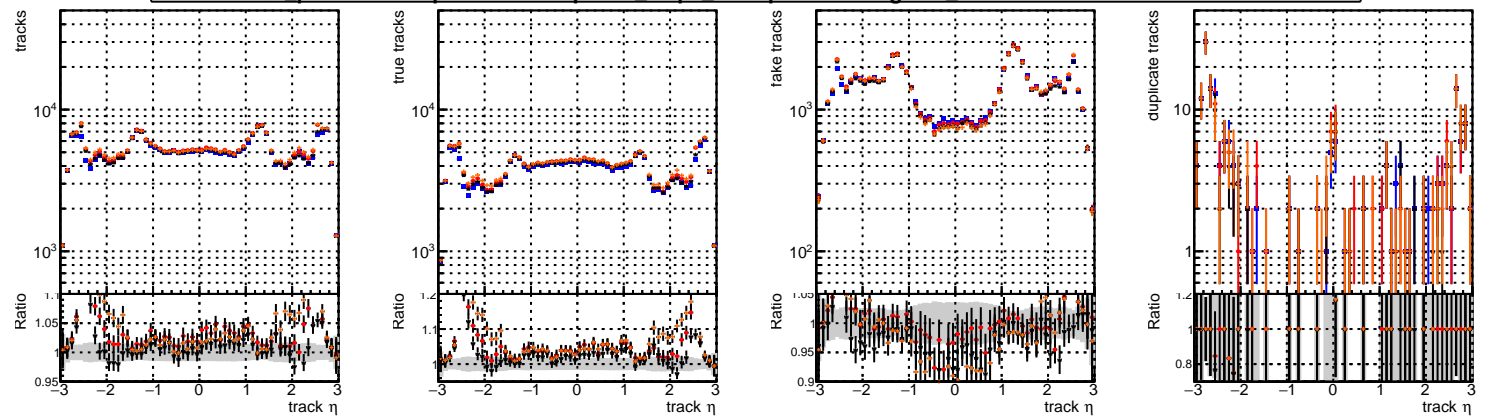 tracks
10⁴
10³
Ratio
1.1
1.05
1
0.95
−3 −2 −1 0 1 2 3
track η
true tracks
10⁴
10³
Ratio
1.2
1.1
−3 −2 −1 0 1 2 3
track η
fake tracks
10³
10²
Ratio
1.05
1
0.95
0.9
−3 −2 −1 0 1 2 3
track η
duplicate tracks
10
1
Ratio
1.2
1
0.8
−3 −2 −1 0 1 2 3
track η